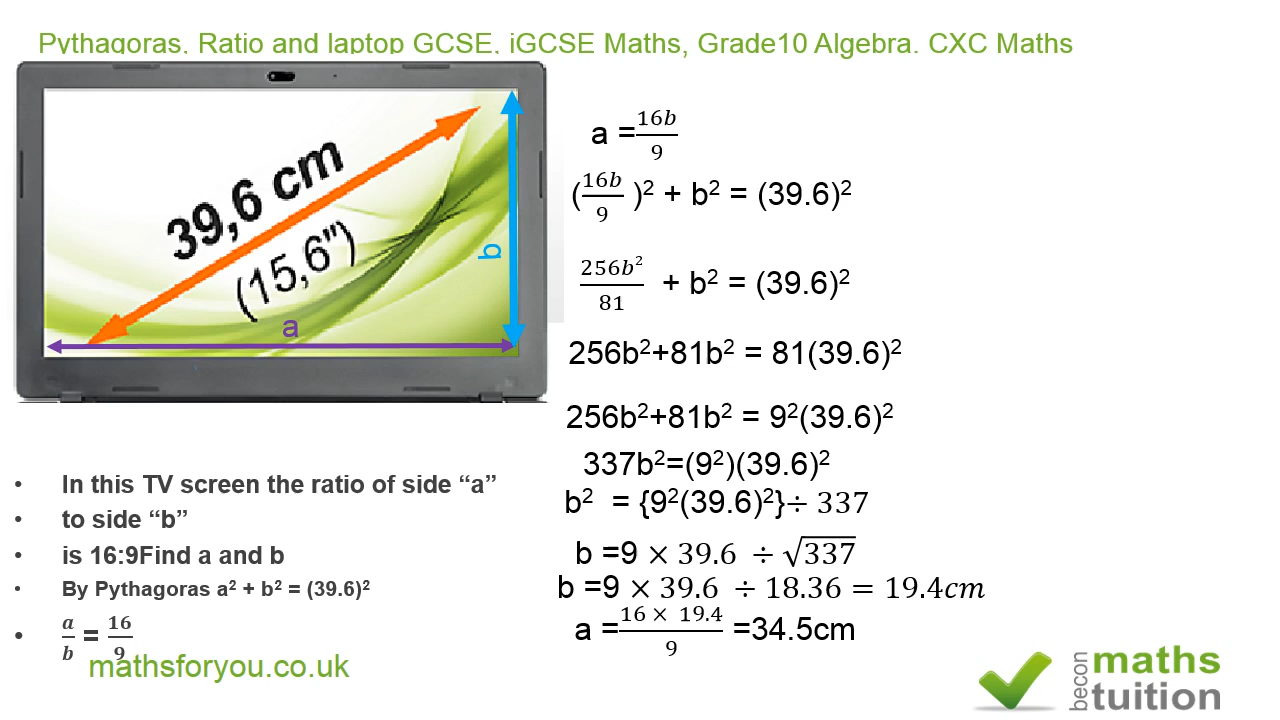 Pythagoras, Ratio and laptop GCSE, iGCSE Maths, Grade10 Algebra. CXC Maths
39,6 cm
(15,6")
b
a
• In this TV screen the ratio of side “a”
• to side “b”
• is 16:9Find a and b
• By Pythagoras a² + b² = (39.6)²
• a/b = 16/9
mathsforyou.co.uk
a =16b/9
(16b/9 )² + b² = (39.6)²
256b²/81 + b² = (39.6)²
256b²+81b² = 81(39.6)²
256b²+81b² = 9²(39.6)²
337b²=(9²)(39.6)²
b² = {9²(39.6)²}÷ 337
b =9 × 39.6 ÷ √337
b =9 × 39.6 ÷ 18.36 = 19.4cm
a =16 × 19.4/9 =34.5cm
becon
maths
tuition